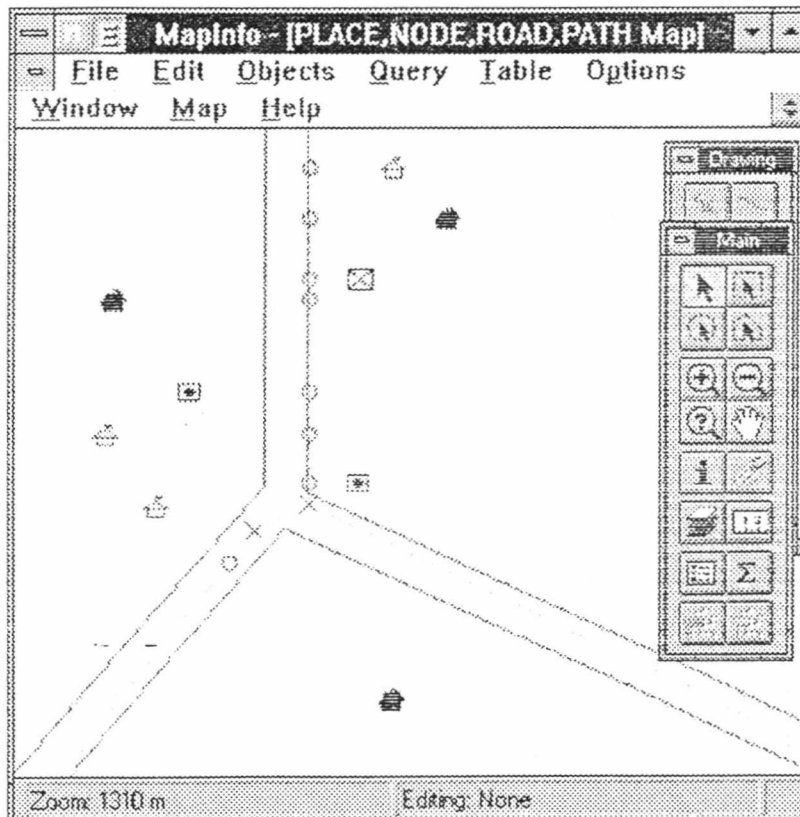 MapInfo - [PLACE,NODE,ROAD,PATH Map]
File Edit Objects Query Table Options
Window Map Help
Drawing
Main
Zoom: 1310 m
Editing: None